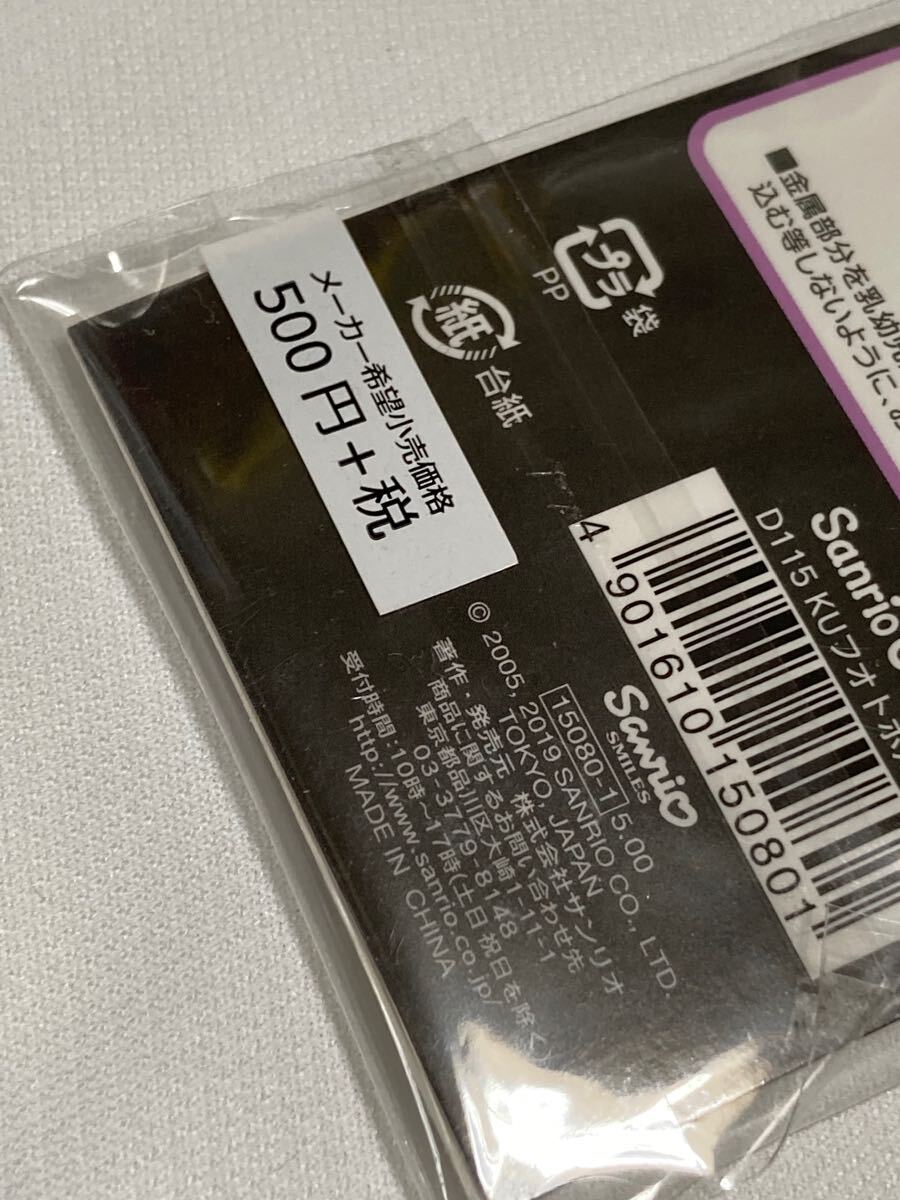 メーカー希望小売価格
500円+税
紙
台紙
プラ
PP
袋
■金属部分を乳幼児
込む等しないように、お
Sanrio
D115 KUフォトホ
4 901610 150801
Sanrio
SMILES
15080-1 5.00
© 2005, 2019 SANRIO CO., LTD.
TOKYO, JAPAN
著作・発売元 株式会社サンリオ
商品に関するお問い合わせ先
東京都品川区大崎1-11-1
03-3779-8148
受付時間:10時~17時(土日 祝日を除く)
http://www.sanrio.co.jp/
MADE IN CHINA